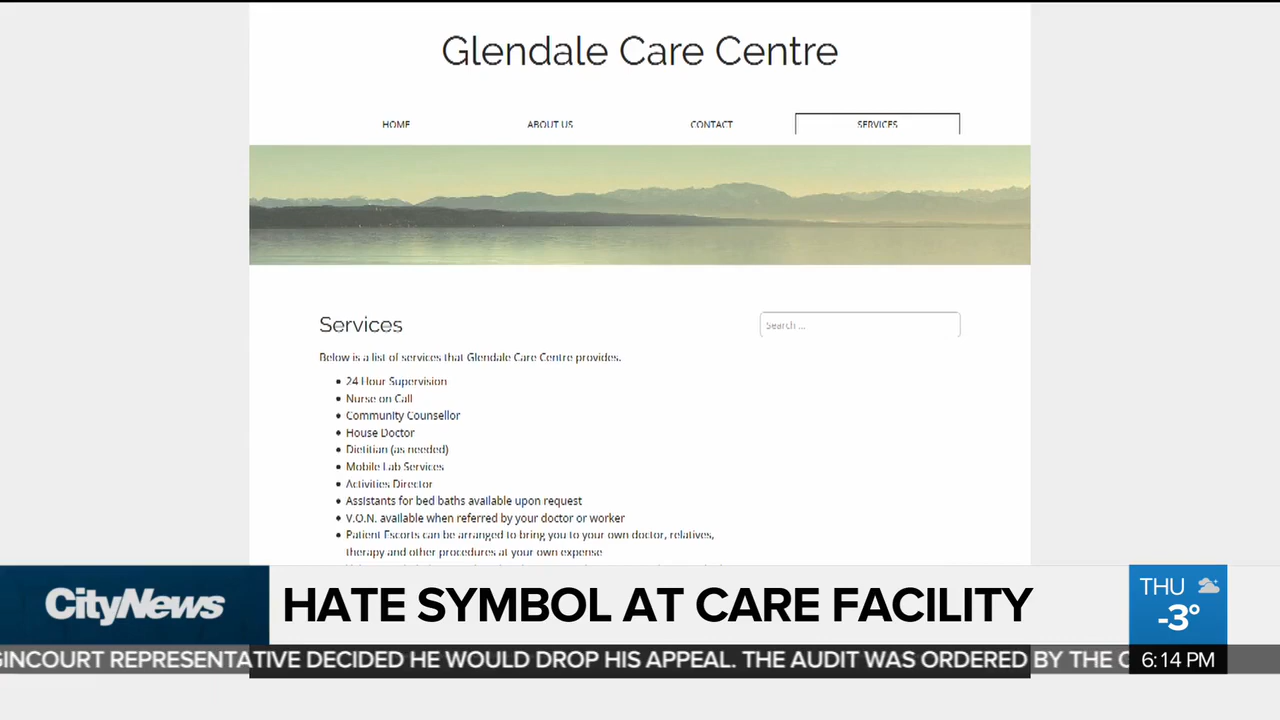 Glendale Care Centre
HOME ABOUT US CONTACT SERVICES
Services
Search ...
Below is a list of services that Glendale Care Centre provides.
24 Hour Supervision
Nurse on Call
Community Counsellor
House Doctor
Dietitian (as needed)
Mobile Lab Services
Activities Director
Assistants for bed baths available upon request
V.O.N. available when referred by your doctor or worker
Patient Escorts can be arranged to bring you to your own doctor, relatives,
therapy and other procedures at your own expense
CityNews
HATE SYMBOL AT CARE FACILITY
THU
-3°
GINCOURT REPRESENTATIVE DECIDED HE WOULD DROP HIS APPEAL. THE AUDIT WAS ORDERED BY THE
6:14 PM